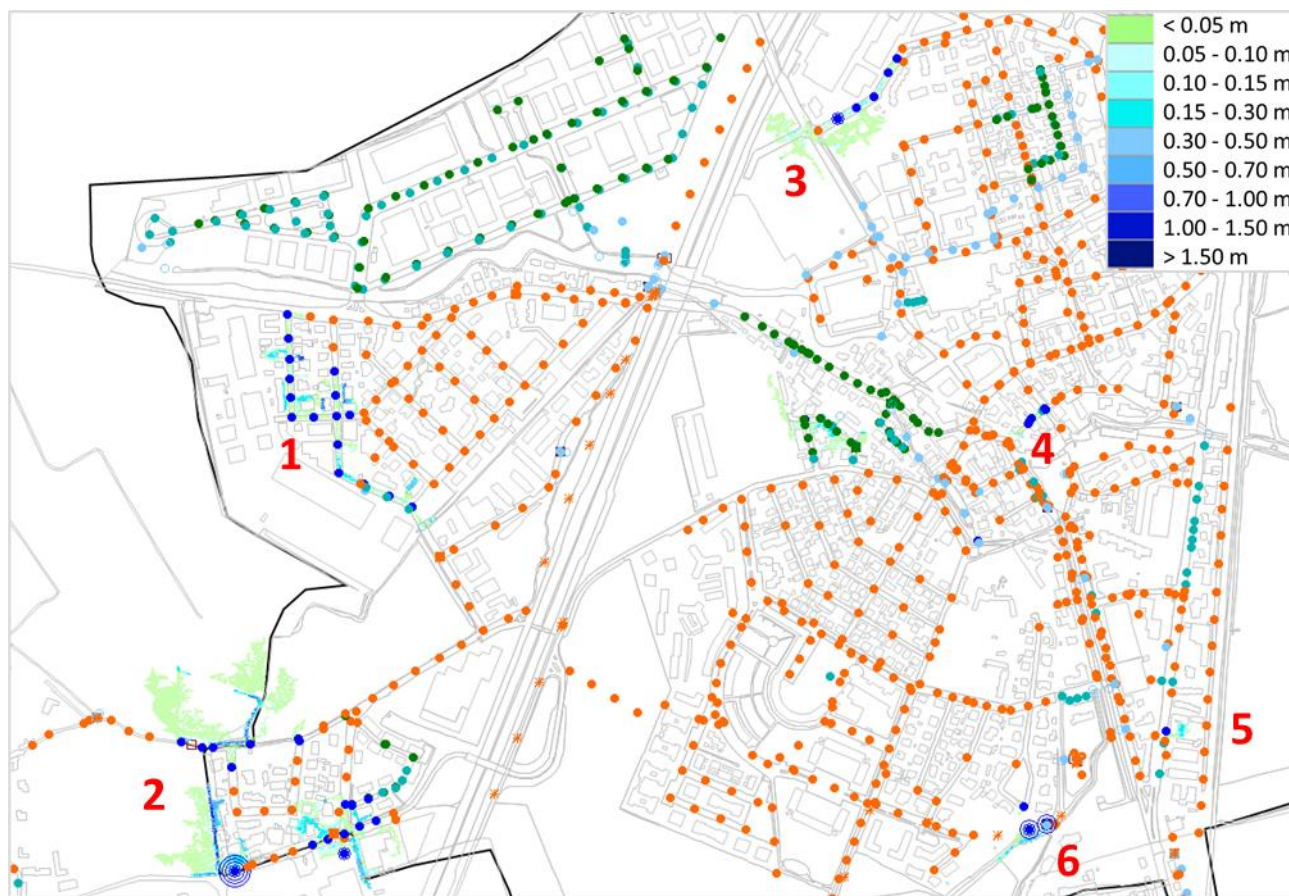 < 0.05 m
0.05 - 0.10 m
0.10 - 0.15 m
0.15 - 0.30 m
0.30 - 0.50 m
0.50 - 0.70 m
0.70 - 1.00 m
1.00 - 1.50 m
> 1.50 m
3
1
4
5
2
6